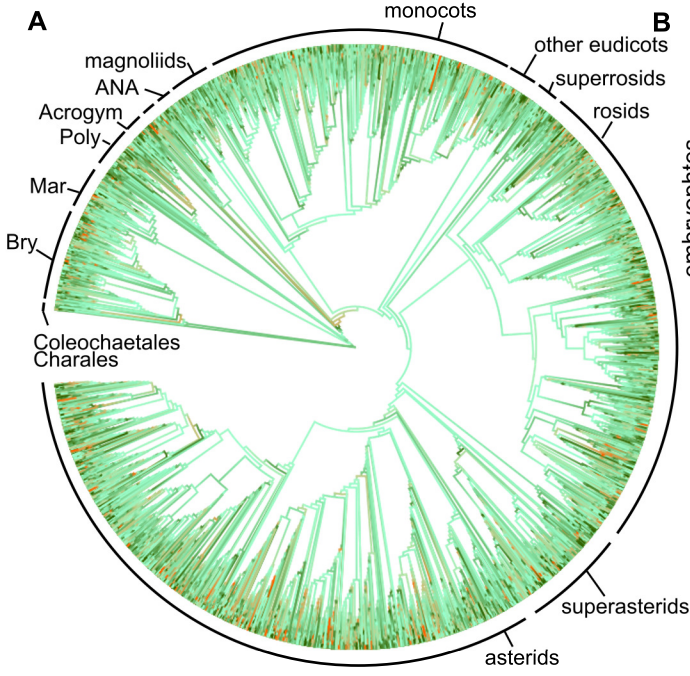 A
monocots
B
other eudicots
magnoliids
superrosids
ANA
rosids
Acrogym
Poly
Mar
Bry
Coleochaetales
Charales
superasterids
asterids